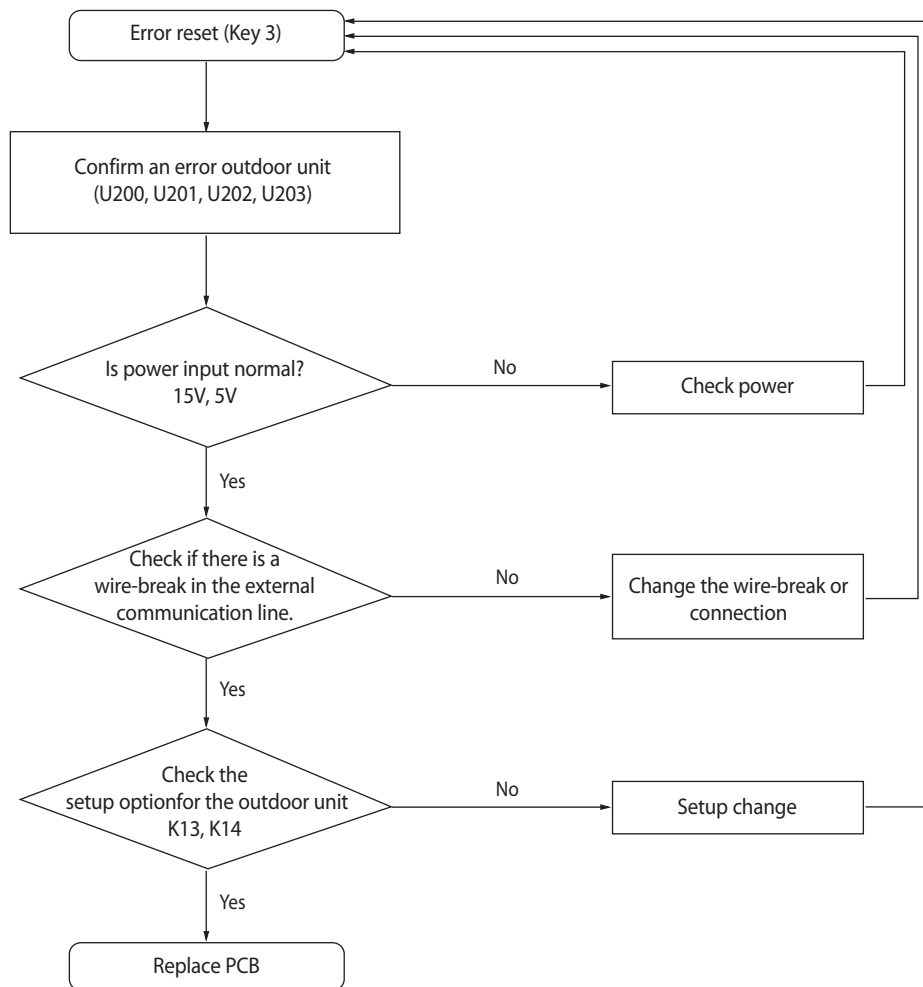 Error reset (Key 3)
Confirm an error outdoor unit
(U200, U201, U202, U203)
Is power input normal?
15V, 5V
No
Check power
Yes
Check if there is a
wire-break in the external
communication line.
No
Change the wire-break or
connection
Yes
Check the
setup optionfor the outdoor unit
K13, K14
No
Setup change
Yes
Replace PCB